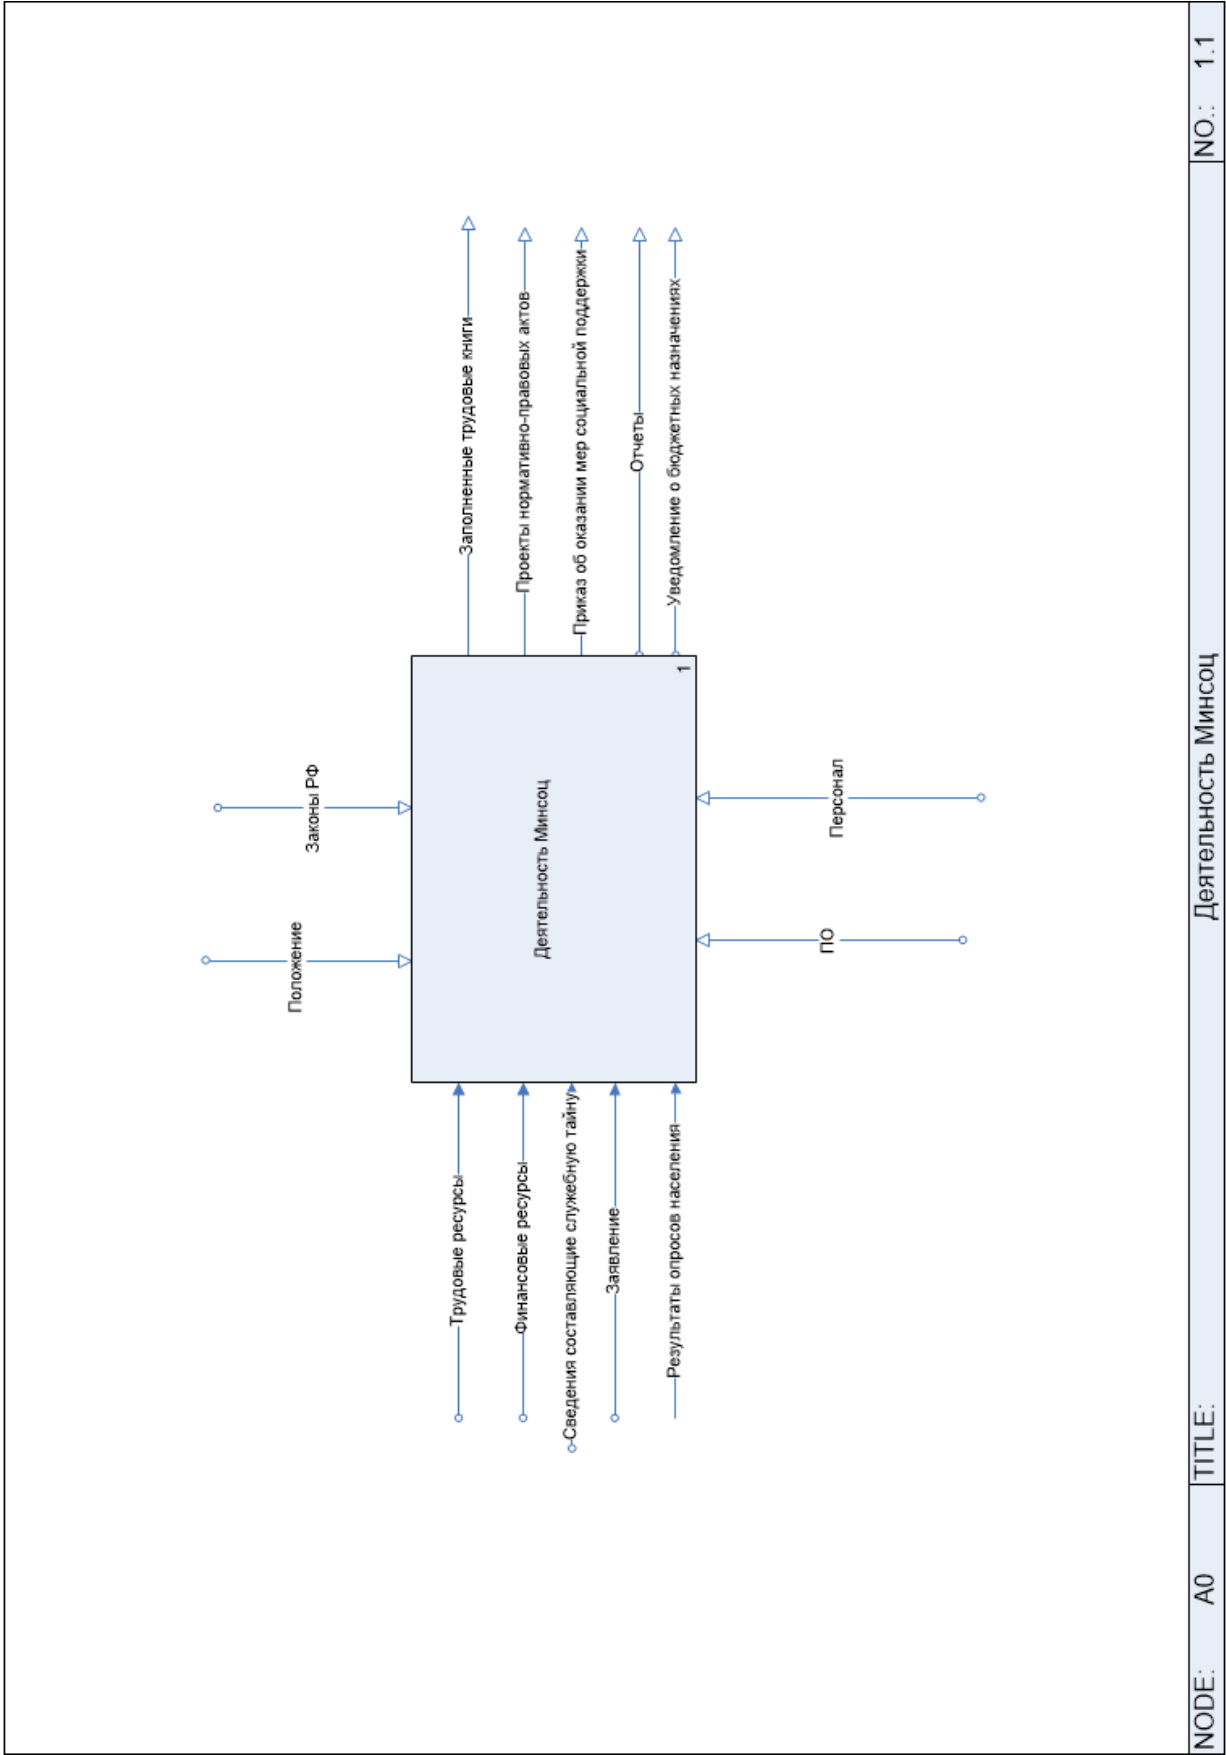 Положение
Законы РФ
Трудовые ресурсы
Финансовые ресурсы
Сведения составляющие служебную тайну
Заявление
Результаты опросов населения
Деятельность Минсоц
1
Заполненные трудовые книги
Проекты нормативно-правовых актов
Приказ об оказании мер социальной поддержки
Отчеты
Уведомление о бюджетных назначениях
ПО
Персонал
NODE: A0 TITLE: Деятельность Минсоц NO.: 1.1